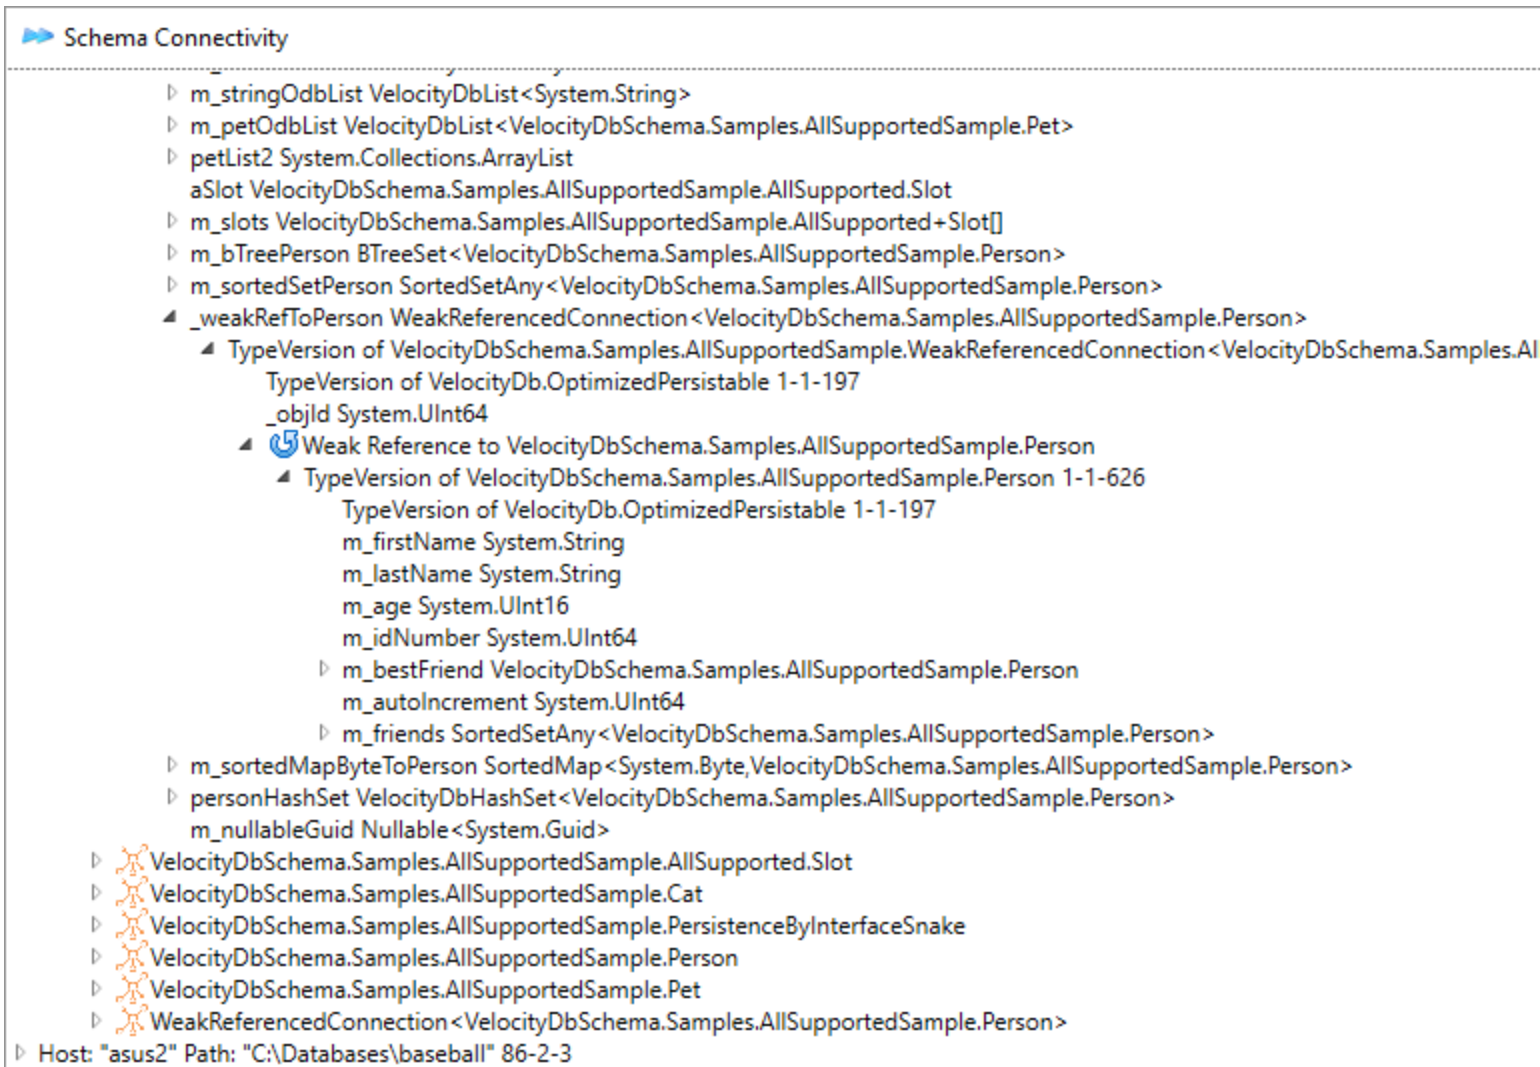 Schema Connectivity
m_stringOdbList VelocityDbList<System.String>
m_petOdbList VelocityDbList<VelocityDbSchema.Samples.AllSupportedSample.Pet>
petList2 System.Collections.ArrayList
aSlot VelocityDbSchema.Samples.AllSupportedSample.AllSupported.Slot
m_slots VelocityDbSchema.Samples.AllSupportedSample.AllSupported+Slot[]
m_bTreePerson BTreeSet<VelocityDbSchema.Samples.AllSupportedSample.Person>
m_sortedSetPerson SortedSetAny<VelocityDbSchema.Samples.AllSupportedSample.Person>
_weakRefToPerson WeakReferencedConnection<VelocityDbSchema.Samples.AllSupportedSample.Person>
TypeVersion of VelocityDbSchema.Samples.AllSupportedSample.WeakReferencedConnection<VelocityDbSchema.Samples.Al
TypeVersion of VelocityDb.OptimizedPersistable 1-1-197
_objId System.UInt64
Weak Reference to VelocityDbSchema.Samples.AllSupportedSample.Person
TypeVersion of VelocityDbSchema.Samples.AllSupportedSample.Person 1-1-626
TypeVersion of VelocityDb.OptimizedPersistable 1-1-197
m_firstName System.String
m_lastName System.String
m_age System.UInt16
m_idNumber System.UInt64
m_bestFriend VelocityDbSchema.Samples.AllSupportedSample.Person
m_autoIncrement System.UInt64
m_friends SortedSetAny<VelocityDbSchema.Samples.AllSupportedSample.Person>
m_sortedMapByteToPerson SortedMap<System.Byte,VelocityDbSchema.Samples.AllSupportedSample.Person>
personHashSet VelocityDbHashSet<VelocityDbSchema.Samples.AllSupportedSample.Person>
m_nullableGuid Nullable<System.Guid>
VelocityDbSchema.Samples.AllSupportedSample.AllSupported.Slot
VelocityDbSchema.Samples.AllSupportedSample.Cat
VelocityDbSchema.Samples.AllSupportedSample.PersistenceByInterfaceSnake
VelocityDbSchema.Samples.AllSupportedSample.Person
VelocityDbSchema.Samples.AllSupportedSample.Pet
WeakReferencedConnection<VelocityDbSchema.Samples.AllSupportedSample.Person>
Host: "asus2" Path: "C:\Databases\baseball" 86-2-3